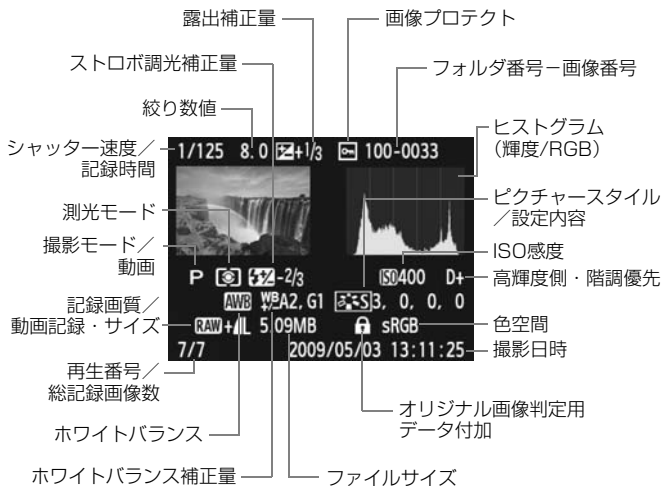 露出補正量
画像プロテクト
ストロボ調光補正量
フォルダ番号－画像番号
絞り数値
シャッター速度／
記録時間
ヒストグラム
（輝度/RGB）
1/125 8.0 +1/3 100-0033
測光モード
ピクチャースタイル
／設定内容
撮影モード／
動画
ISO感度
P -2/3 ISO400 D+
高輝度側・階調優先
記録画質／
動画記録・サイズ
AWB WB+/-A2, G1 S3, 0, 0, 0
RAW+L 5.09MB sRGB
色空間
7/7 2009/05/03 13:11:25
撮影日時
再生番号／
総記録画像数
オリジナル画像判定用
データ付加
ホワイトバランス
ホワイトバランス補正量
ファイルサイズ